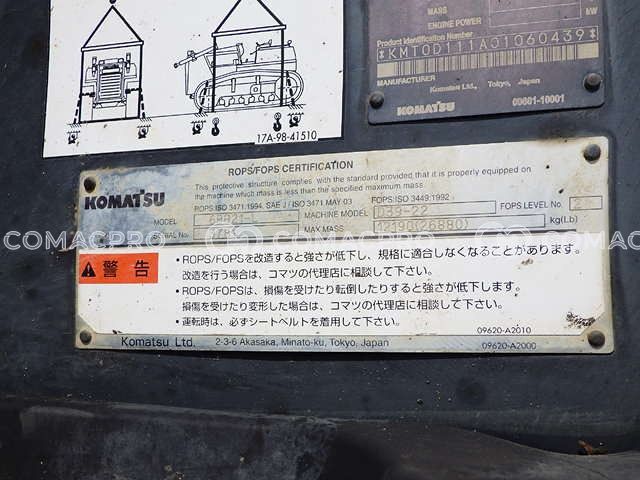 MASS
ENGINE POWER
kW
Product Identification Number
*KMT0D111A01060439*
MANUFACTURER
Komatsu Ltd., Tokyo, Japan
KOMATSU
09601-10001
17A-98-41510
ROPS/FOPS CERTIFICATION
This protective structure complies with the standard provided that it is properly equipped on
the machine which mass is less than the specified maximum mass.
KOMATSU
ROPS:ISO 3471:1994, SAE J / ISO 3471 MAY 03
FOPS:ISO 3449:1992
MODEL
MACHINE MODEL
FOPS LEVEL No.
SERIAL No.
MAX.MASS
12190(26880)
kg(Lb)
COMACPRO
COMACPRO
COMACPRO
COMACPRO
警告
・ROPS/FOPSを改造すると強さが低下し、規格に適合しなくなることがあります。
改造を行う場合は、コマツの代理店に相談して下さい。
・ROPS/FOPSは、損傷を受けたり転倒したりすると強さが低下します。
損傷を受けたり変形した場合は、コマツの代理店に相談して下さい。
・運転時は、必ずシートベルトを着用して下さい。
09620-A2010
Komatsu Ltd. 2-3-6 Akasaka, Minato-ku, Tokyo, Japan
09620-A2000